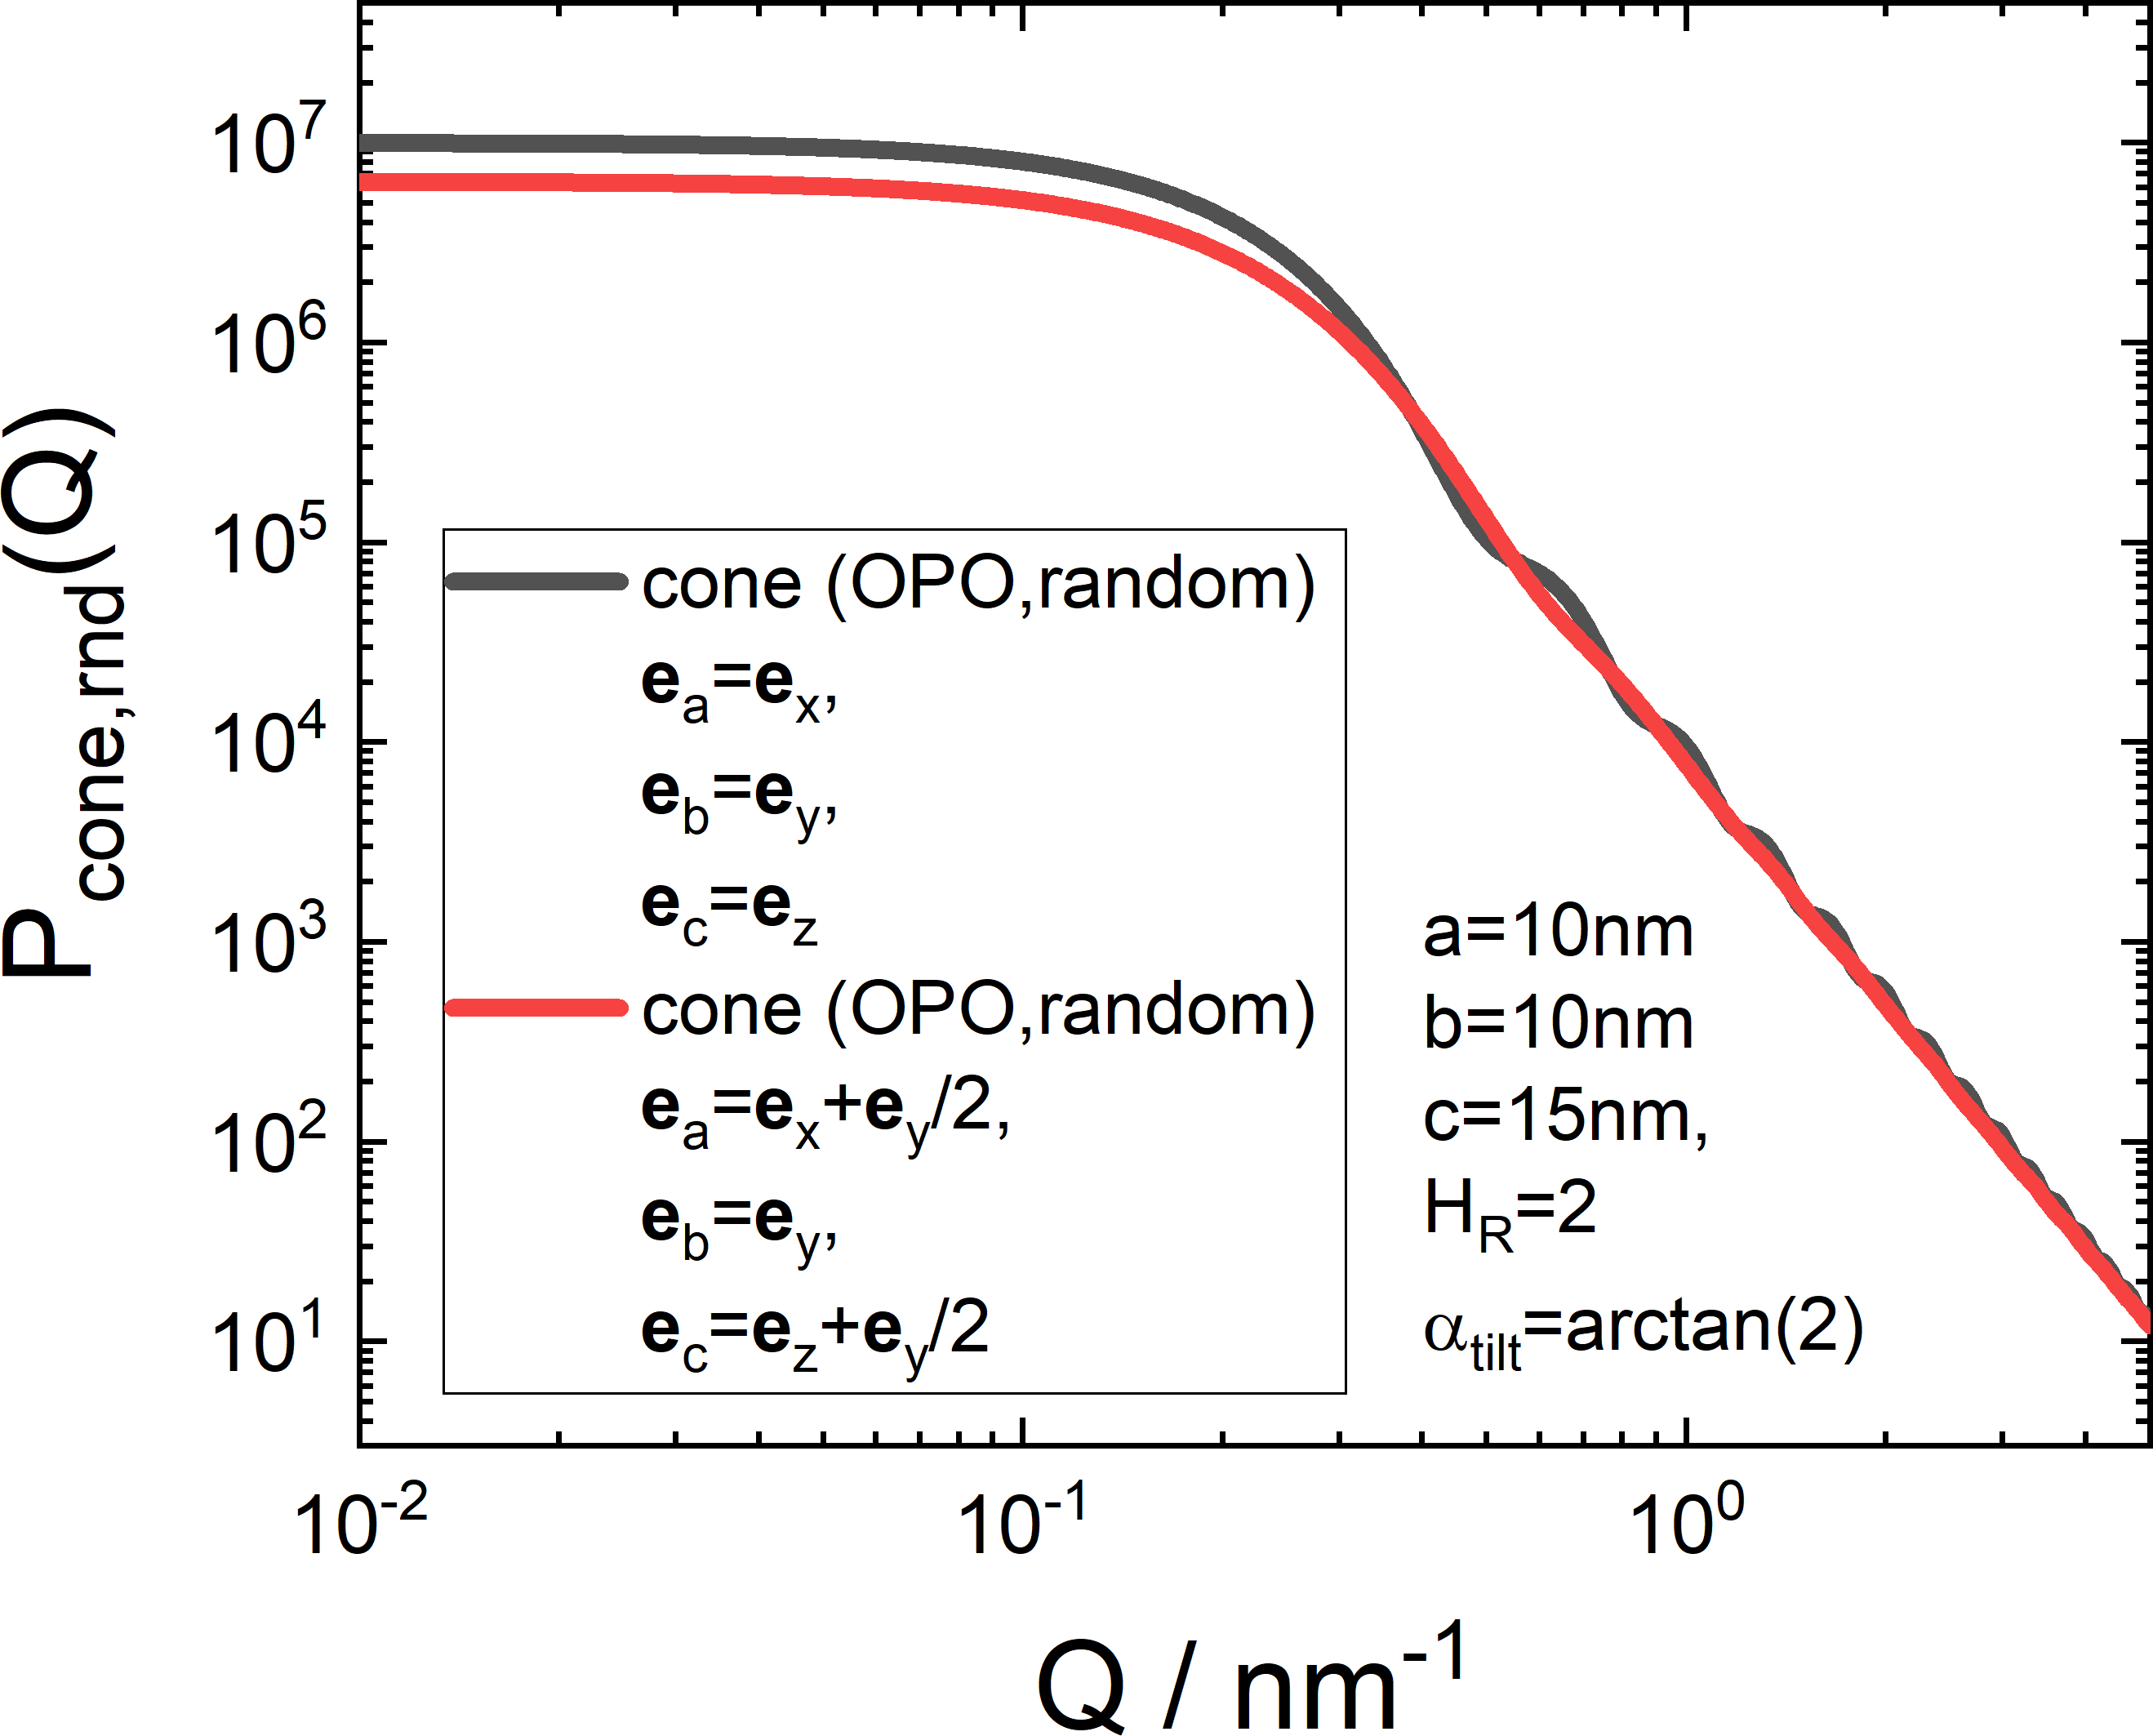 P_cone,rnd(Q)
10^7
10^6
10^5
10^4
10^3
10^2
10^1
cone (OPO,random)
e_a=e_x,
e_b=e_y,
e_c=e_z
cone (OPO,random)
e_a=e_x+e_y/2,
e_b=e_y,
e_c=e_z+e_y/2
a=10nm
b=10nm
c=15nm,
H_R=2
α_tilt=arctan(2)
10^-2
10^-1
10^0
Q / nm^-1